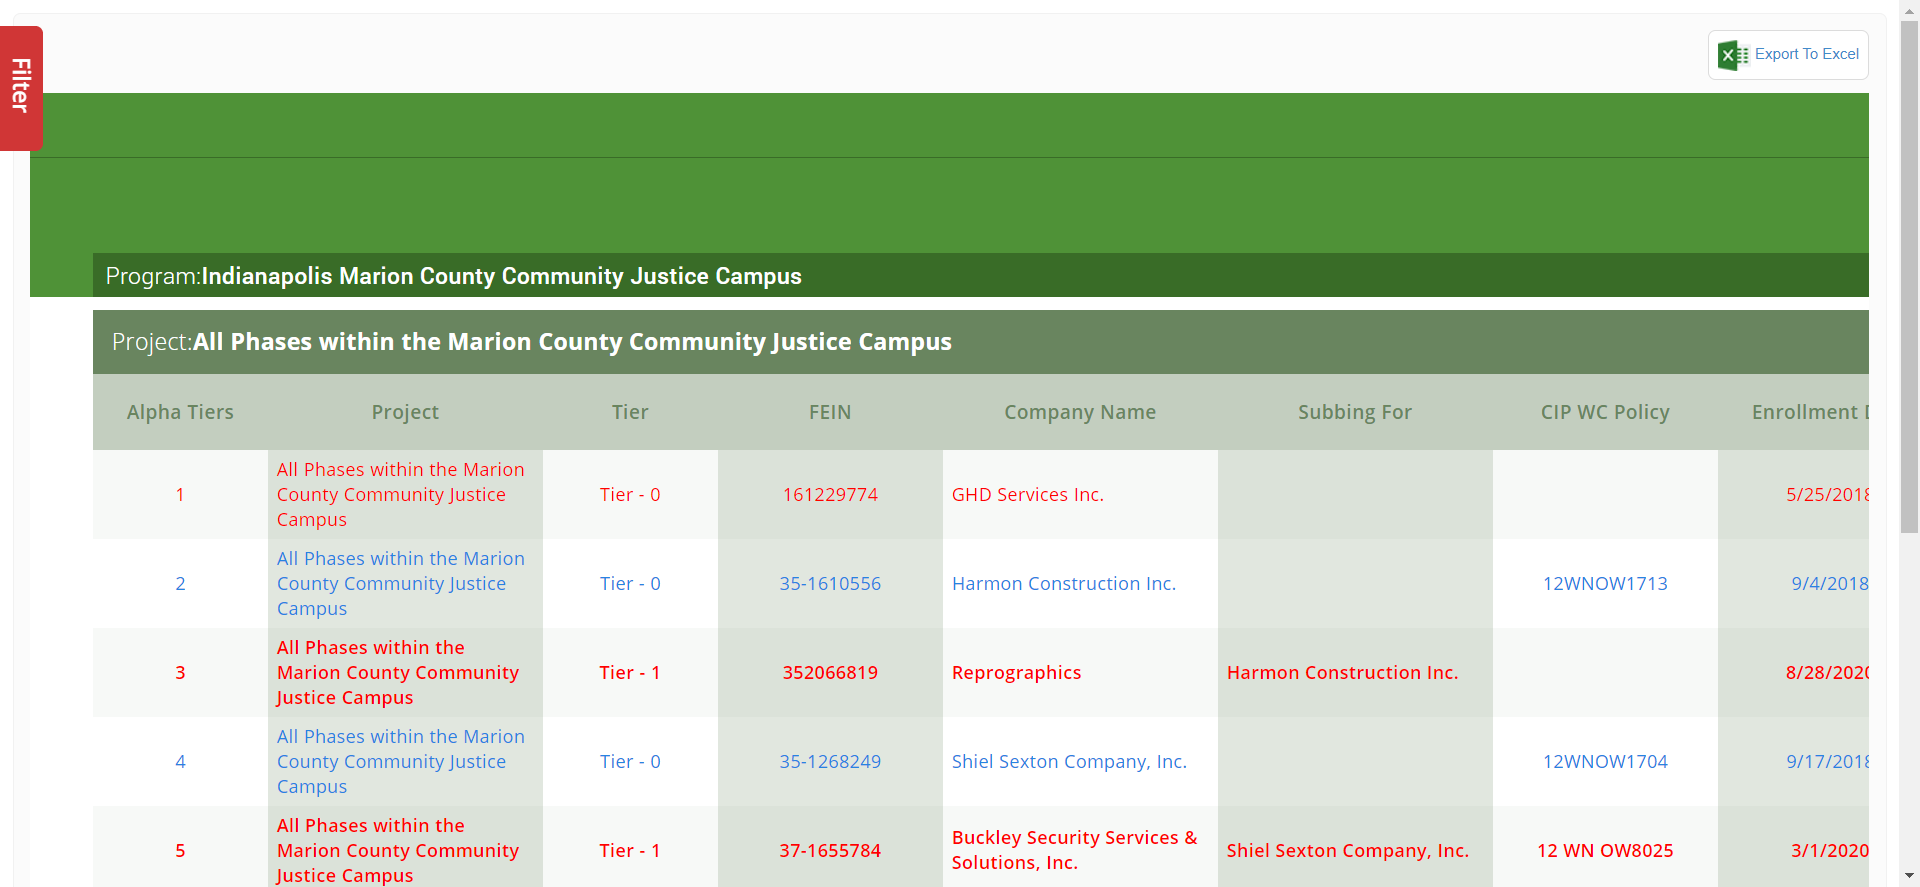 Filter
Export To Excel
Program:Indianapolis Marion County Community Justice Campus
Project:All Phases within the Marion County Community Justice Campus
Alpha Tiers Project Tier FEIN Company Name Subbing For CIP WC Policy Enrollment
1 All Phases within the Marion County Community Justice Campus Tier - 0 161229774 GHD Services Inc. 5/25/2018
2 All Phases within the Marion County Community Justice Campus Tier - 0 35-1610556 Harmon Construction Inc. 12WNOW1713 9/4/2018
3 All Phases within the Marion County Community Justice Campus Tier - 1 352066819 Reprographics Harmon Construction Inc. 8/28/2020
4 All Phases within the Marion County Community Justice Campus Tier - 0 35-1268249 Shiel Sexton Company, Inc. 12WNOW1704 9/17/2018
5 All Phases within the Marion County Community Justice Campus Tier - 1 37-1655784 Buckley Security Services & Solutions, Inc. Shiel Sexton Company, Inc. 12 WN OW8025 3/1/2020